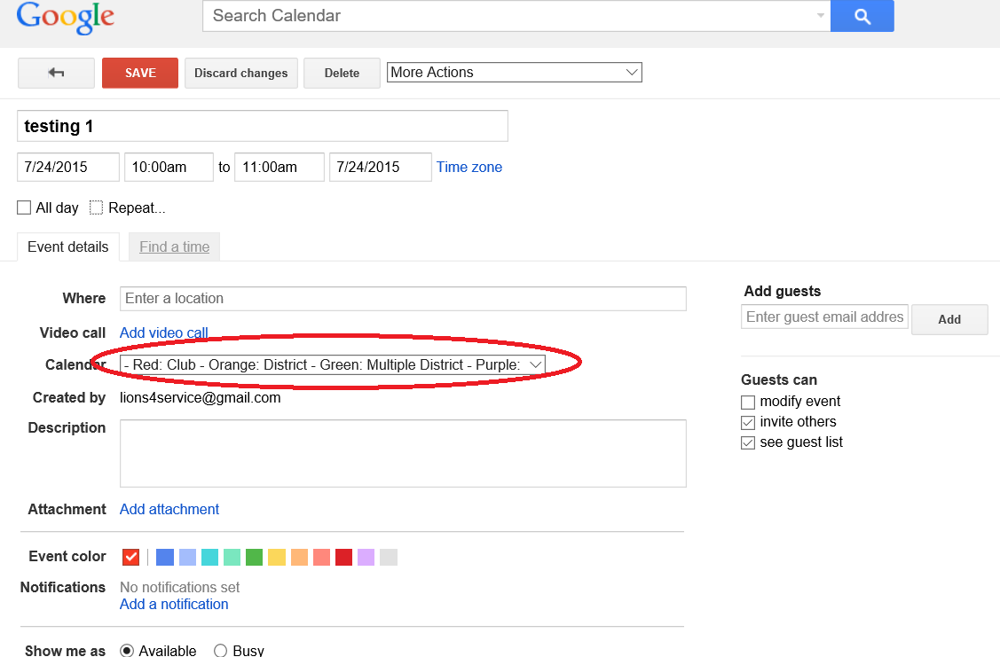 Google
Search Calendar
SAVE Discard changes Delete More Actions
testing 1
7/24/2015 10:00am to 11:00am 7/24/2015 Time zone
All day Repeat...
Event details Find a time
Where Enter a location
Video call Add video call
Calendar - Red: Club - Orange: District - Green: Multiple District - Purple:
Created by lions4service@gmail.com
Description
Attachment Add attachment
Event color
Notifications No notifications set
Add a notification
Show me as Available Busy
Add guests
Enter guest email addres Add
Guests can
modify event
invite others
see guest list